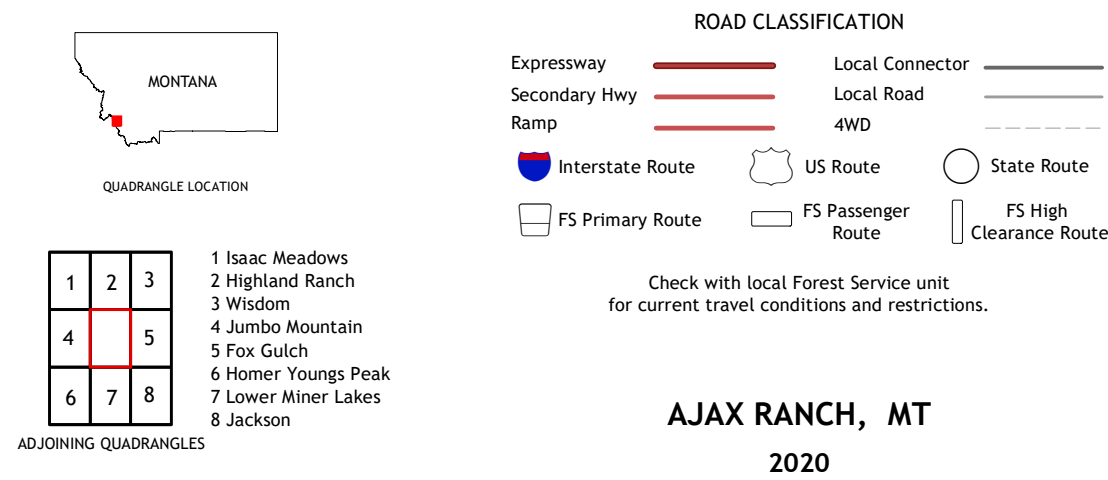 MONTANA
QUADRANGLE LOCATION
1 2 3
4 5
6 7 8
ADJOINING QUADRANGLES
1 Isaac Meadows
2 Highland Ranch
3 Wisdom
4 Jumbo Mountain
5 Fox Gulch
6 Homer Youngs Peak
7 Lower Miner Lakes
8 Jackson
ROAD CLASSIFICATION
Expressway
Secondary Hwy
Ramp
Local Connector
Local Road
4WD
Interstate Route
US Route
State Route
FS Primary Route
FS Passenger
Route
FS High
Clearance Route
Check with local Forest Service unit
for current travel conditions and restrictions.
AJAX RANCH, MT
2020